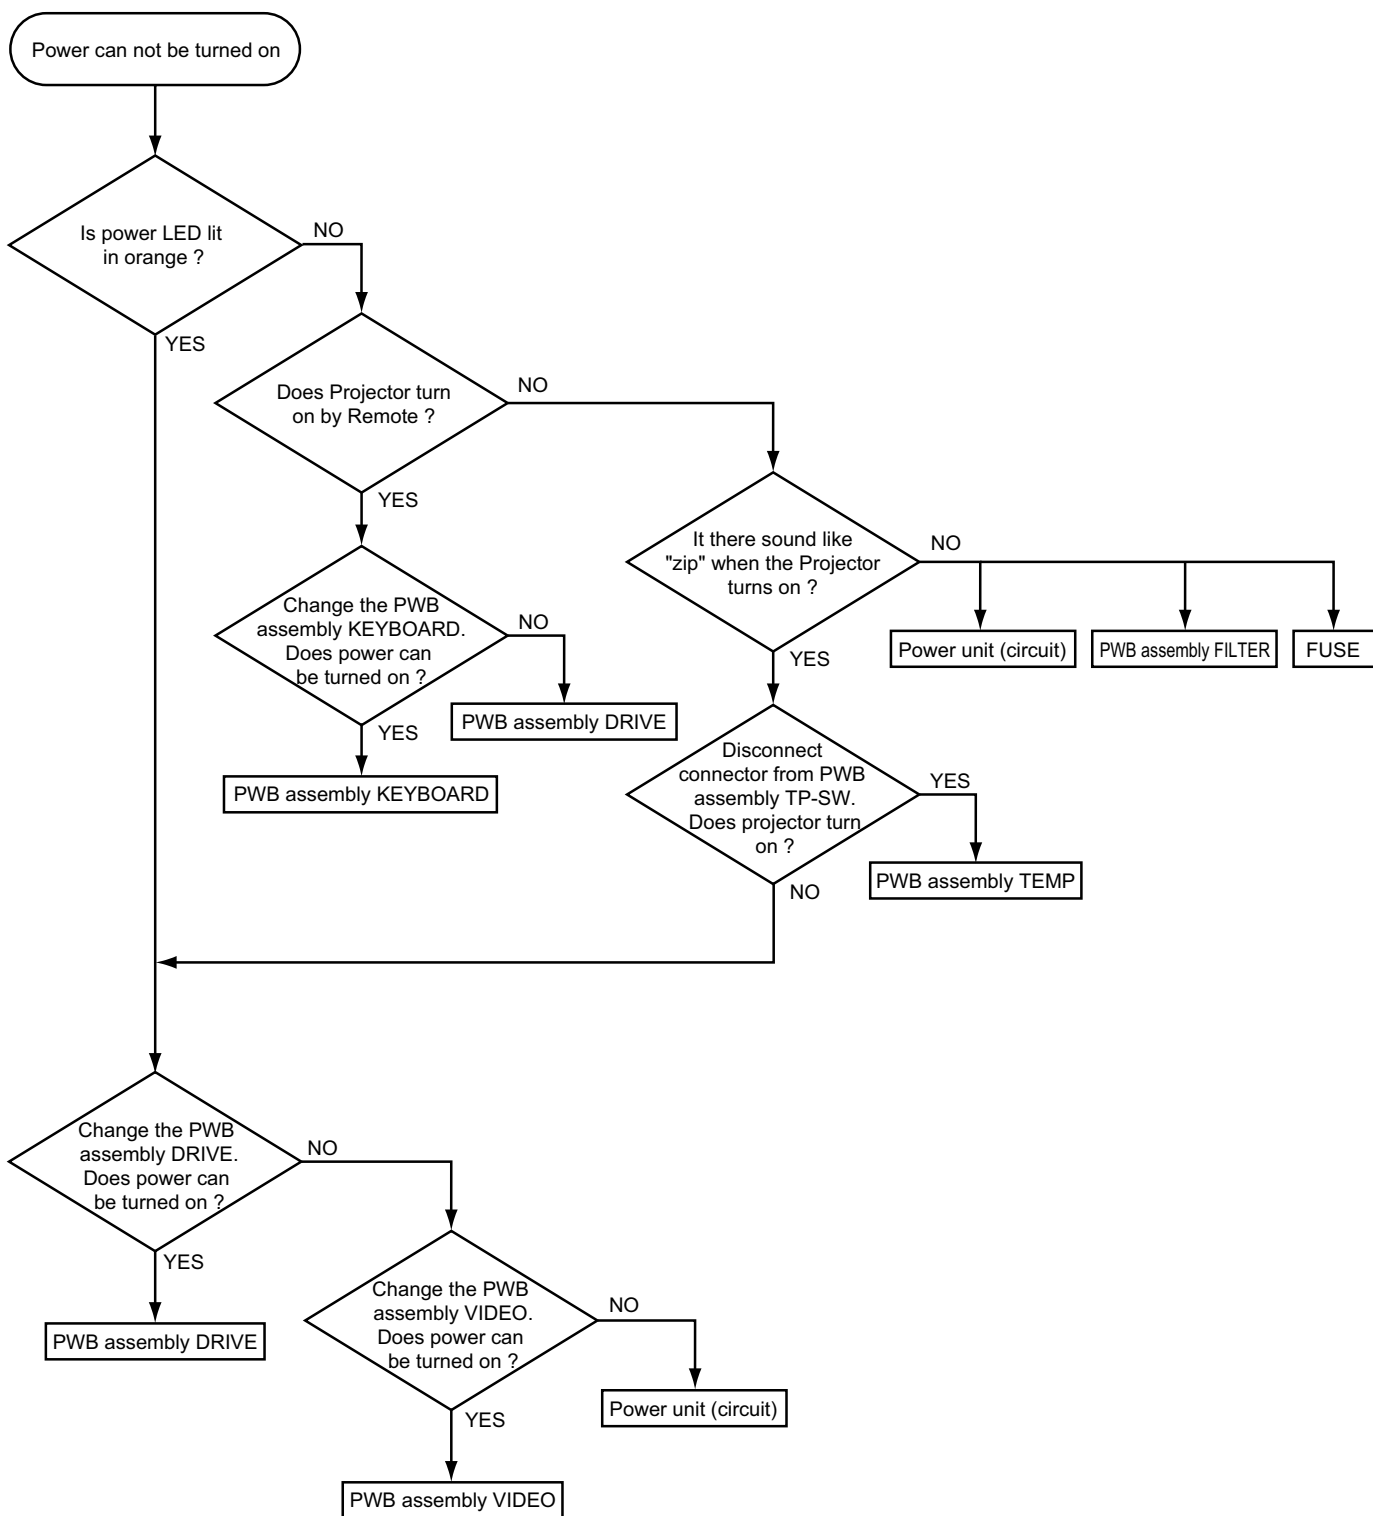 Power can not be turned on
Is power LED lit
in orange ?
NO
YES
Does Projector turn
on by Remote ?
NO
YES
It there sound like
"zip" when the Projector
turns on ?
NO
YES
Change the PWB
assembly KEYBOARD.
Does power can
be turned on ?
NO
YES
Power unit (circuit)
PWB assembly FILTER
FUSE
PWB assembly DRIVE
PWB assembly KEYBOARD
Disconnect
connector from PWB
assembly TP-SW.
Does projector turn
on ?
YES
NO
PWB assembly TEMP
Change the PWB
assembly DRIVE.
Does power can
be turned on ?
NO
YES
PWB assembly DRIVE
Change the PWB
assembly VIDEO.
Does power can
be turned on ?
NO
YES
Power unit (circuit)
PWB assembly VIDEO